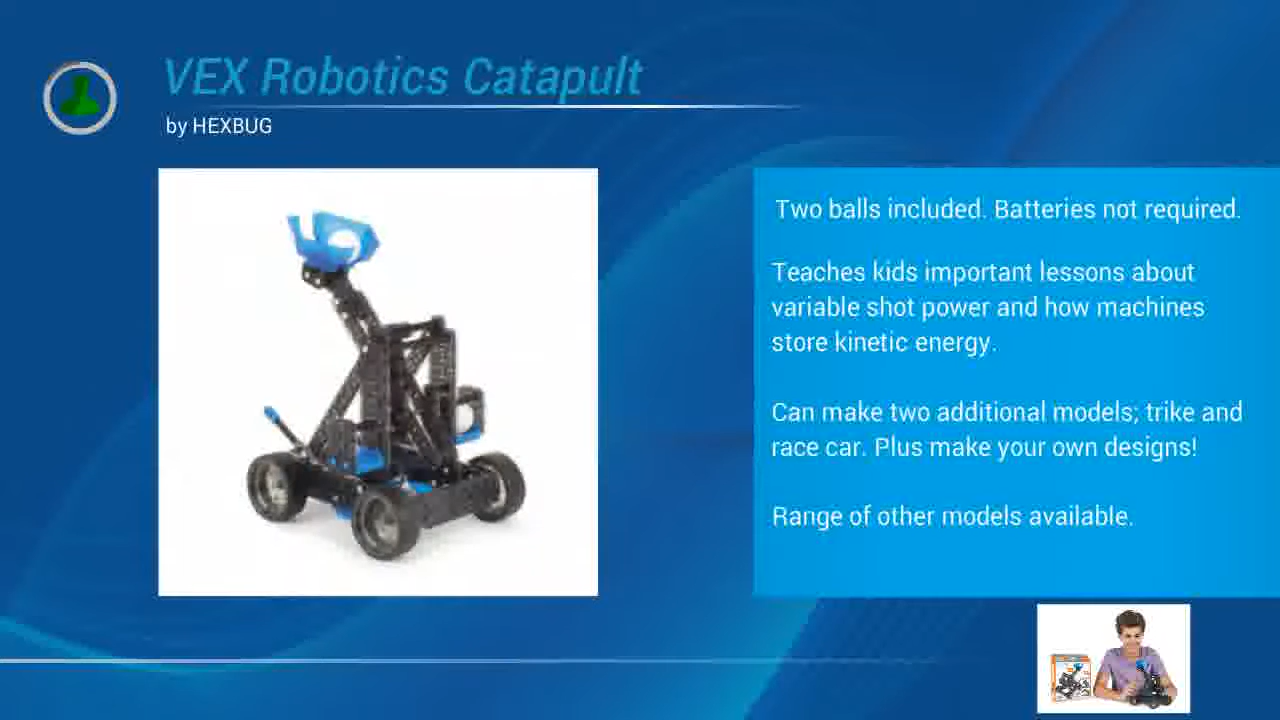 VEX Robotics Catapult
by HEXBUG
Two balls included. Batteries not required.
Teaches kids important lessons about
variable shot power and how machines
store kinetic energy.
Can make two additional models; trike and
race car. Plus make your own designs!
Range of other models available.